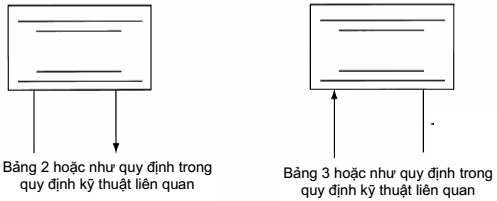 Bảng 2 hoặc như quy định trong
quy định kỹ thuật liên quan
Bảng 3 hoặc như quy định trong
quy định kỹ thuật liên quan